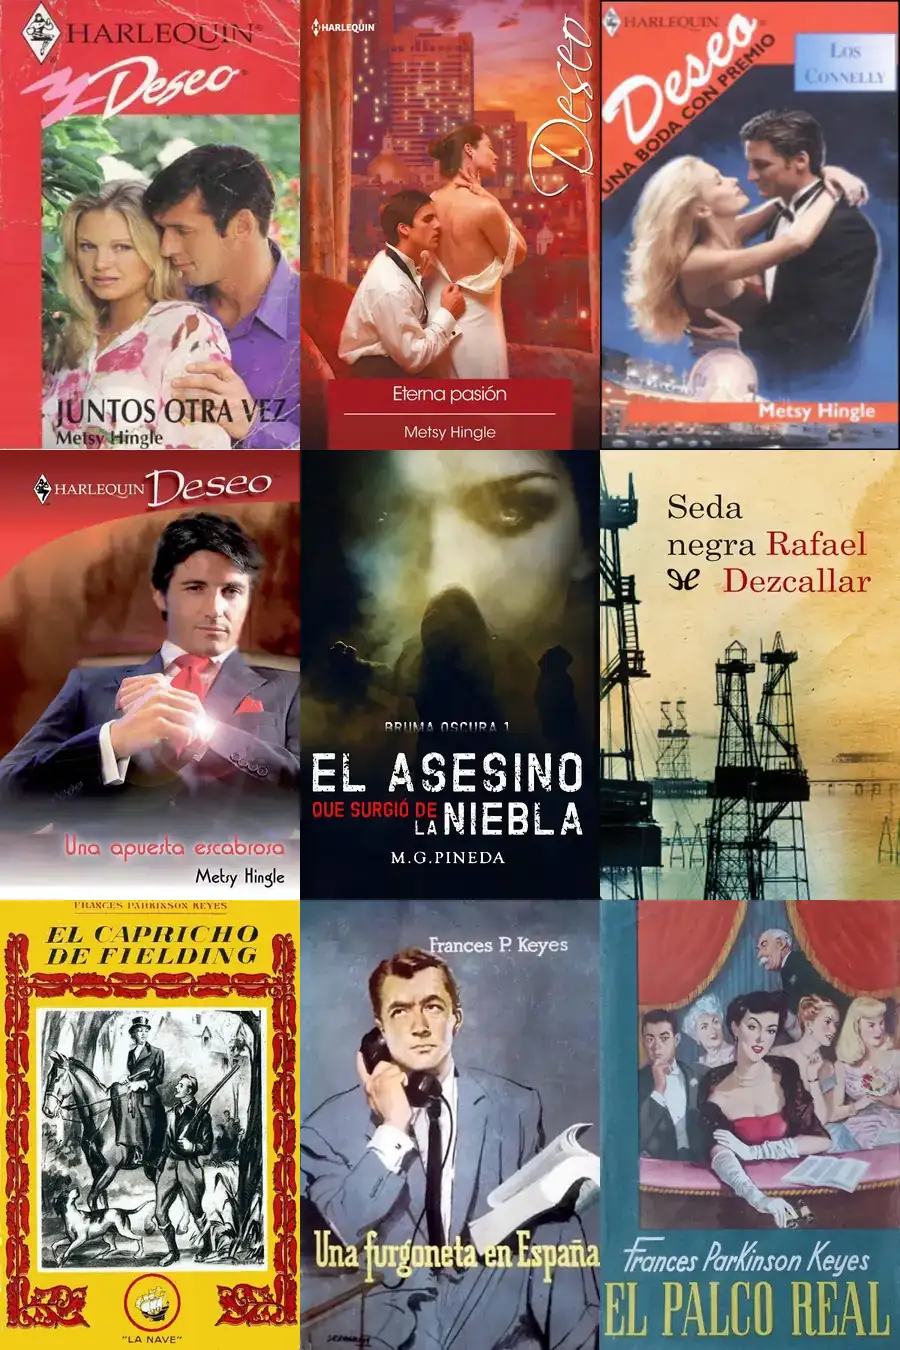 HARLEQUIN®
Deseo®
JUNTOS OTRA VEZ
Metsy Hingle
HARLEQUIN
Deseo
Eterna pasión
Metsy Hingle
HARLEQUIN®
Deseo®
UNA BODA CON PREMIO
LOS
CONNELLY
Metsy Hingle
HARLEQUIN Deseo
Una apuesta escabrosa
Metsy Hingle
BRUMA OSCURA 1
EL ASESINO
QUE SURGIÓ DE
LA NIEBLA
M.G.PINEDA
Seda
negra Rafael
Dezcallar
FRANCES PARKINSON KEYES
EL CAPRICHO
DE FIELDING
"LA NAVE"
Frances P. Keyes
Una furgoneta en España
Frances Parkinson Keyes
EL PALCO REAL